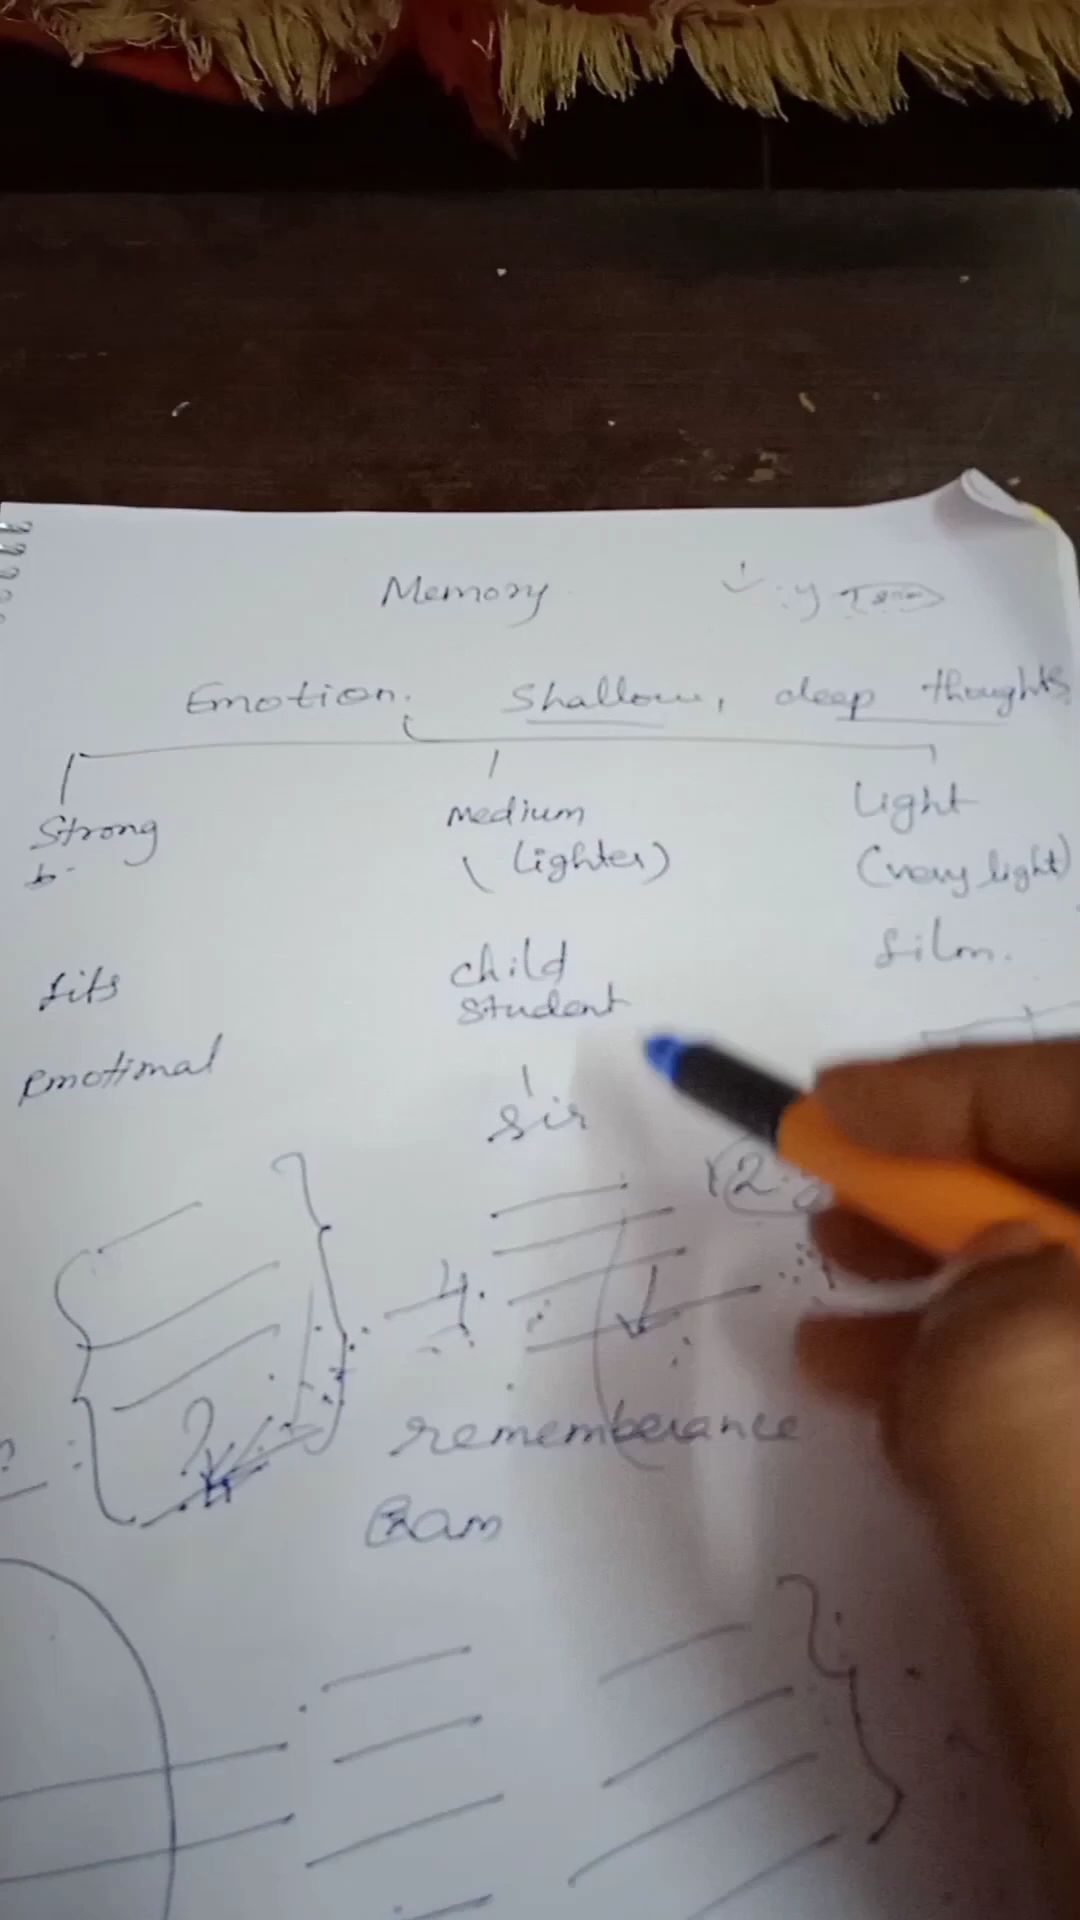 Memory
Emotion. Shallow, deep thoughts
Strong Medium Light
(lighter) (very light)
fits child film.
student
Emotimal
sir
12.
4.
?
rememberance
?
Exam